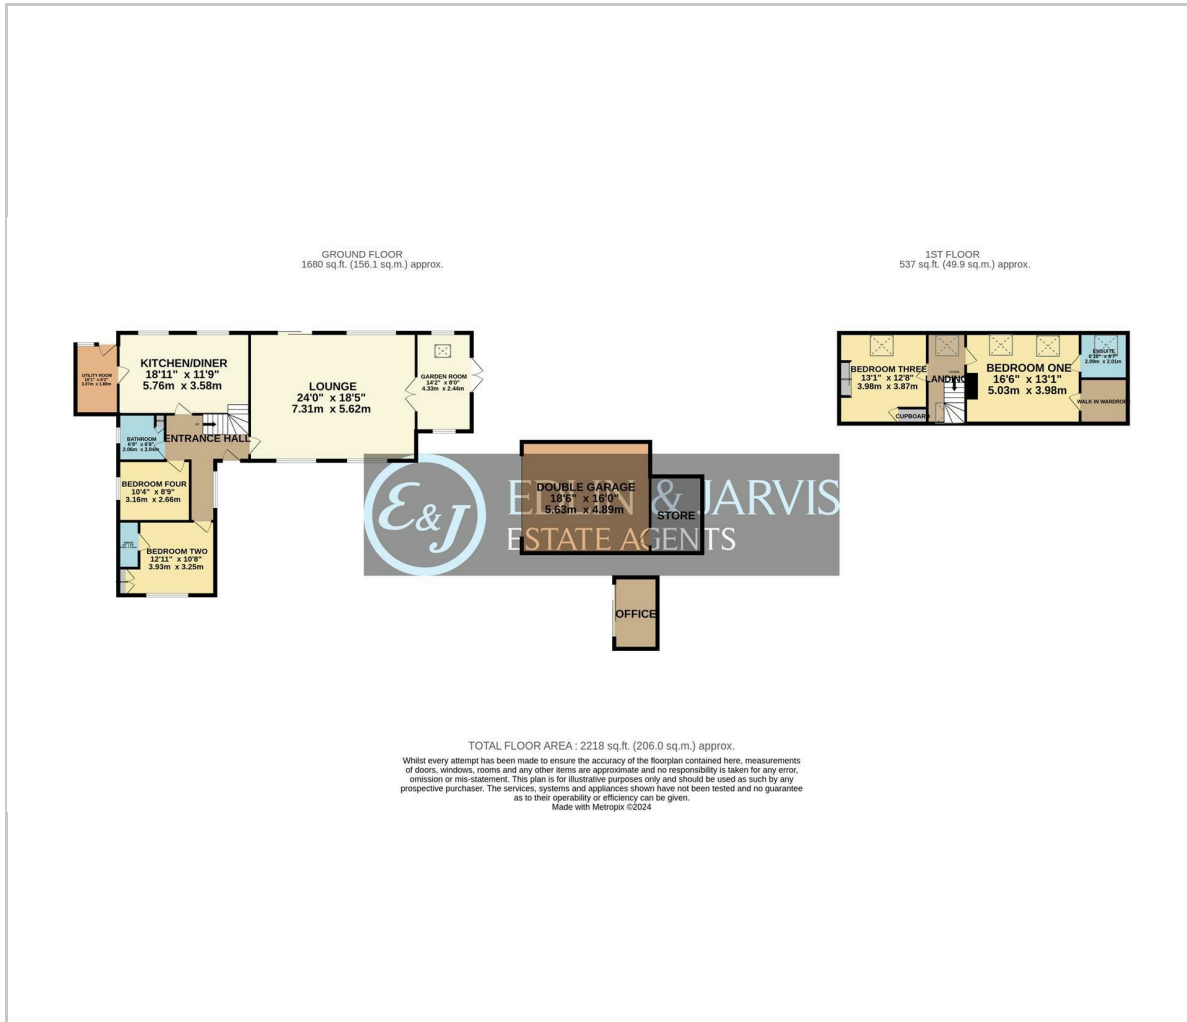 GROUND FLOOR
1680 sq.ft. (156.1 sq.m.) approx.
1ST FLOOR
537 sq.ft. (49.9 sq.m.) approx.
KITCHEN/DINER
18'11" x 11'9"
5.76m x 3.58m
UTILITY ROOM
LOUNGE
24'0" x 18'5"
7.31m x 5.62m
GARDEN ROOM
14'2" x 8'0"
4.33m x 2.44m
BATHROOM
6'9" x 6'8"
2.06m x 2.04m
UP
ENTRANCE HALL
BEDROOM FOUR
10'4" x 8'9"
3.16m x 2.66m
BEDROOM TWO
12'11" x 10'8"
3.93m x 3.25m
BEDROOM THREE
13'1" x 12'8"
3.98m x 3.87m
CUPBOARD
LANDING
DOWN
BEDROOM ONE
16'6" x 13'1"
5.03m x 3.98m
ENSUITE
6'10" x 6'7"
2.09m x 2.01m
WALK IN WARDROBE
DOUBLE GARAGE
18'6" x 16'0"
5.63m x 4.89m
STORE
E&J
& JARVIS
ESTATE AGENTS
OFFICE
TOTAL FLOOR AREA : 2218 sq.ft. (206.0 sq.m.) approx.
Whilst every attempt has been made to ensure the accuracy of the floorplan contained here, measurements
of doors, windows, rooms and any other items are approximate and no responsibility is taken for any error,
omission or mis-statement. This plan is for illustrative purposes only and should be used as such by any
prospective purchaser. The services, systems and appliances shown have not been tested and no guarantee
as to their operability or efficiency can be given.
Made with Metropix ©2024